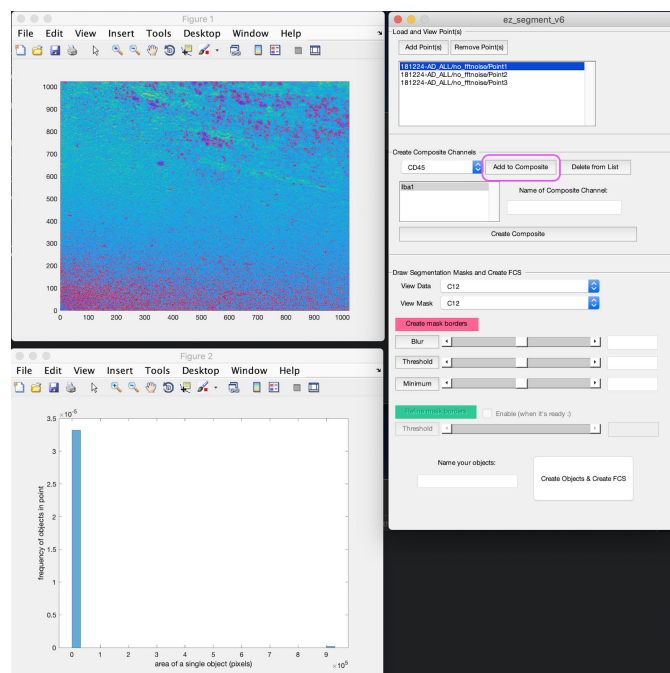 Figure 1
File Edit View Insert Tools Desktop Window Help
1000
900
800
700
600
500
400
300
200
100
0
0 100 200 300 400 500 600 700 800 900 1000
Figure 2
File Edit View Insert Tools Desktop Window Help
×10⁻⁵
3.5
3
2.5
2
1.5
1
0.5
0
frequency of objects in point
0 1 2 3 4 5 6 7 8 9
area of a single object (pixels)
×10⁵
ez_segment_v6
Load and View Point(s)
Add Point(s) Remove Point(s)
181224-AD_ALL/no_fftnoise/Point1
181224-AD_ALL/no_fftnoise/Point2
181224-AD_ALL/no_fftnoise/Point3
Create Composite Channels
CD45 Add to Composite Delete from List
Iba1
Name of Composite Channel:
Create Composite
Draw Segmentation Masks and Create FCS
View Data C12
View Mask C12
Create mask borders
Blur
Threshold
Minimum
Refine mask borders Enable (when it's ready :)
Threshold
Name your objects:
Create Objects & Create FCS